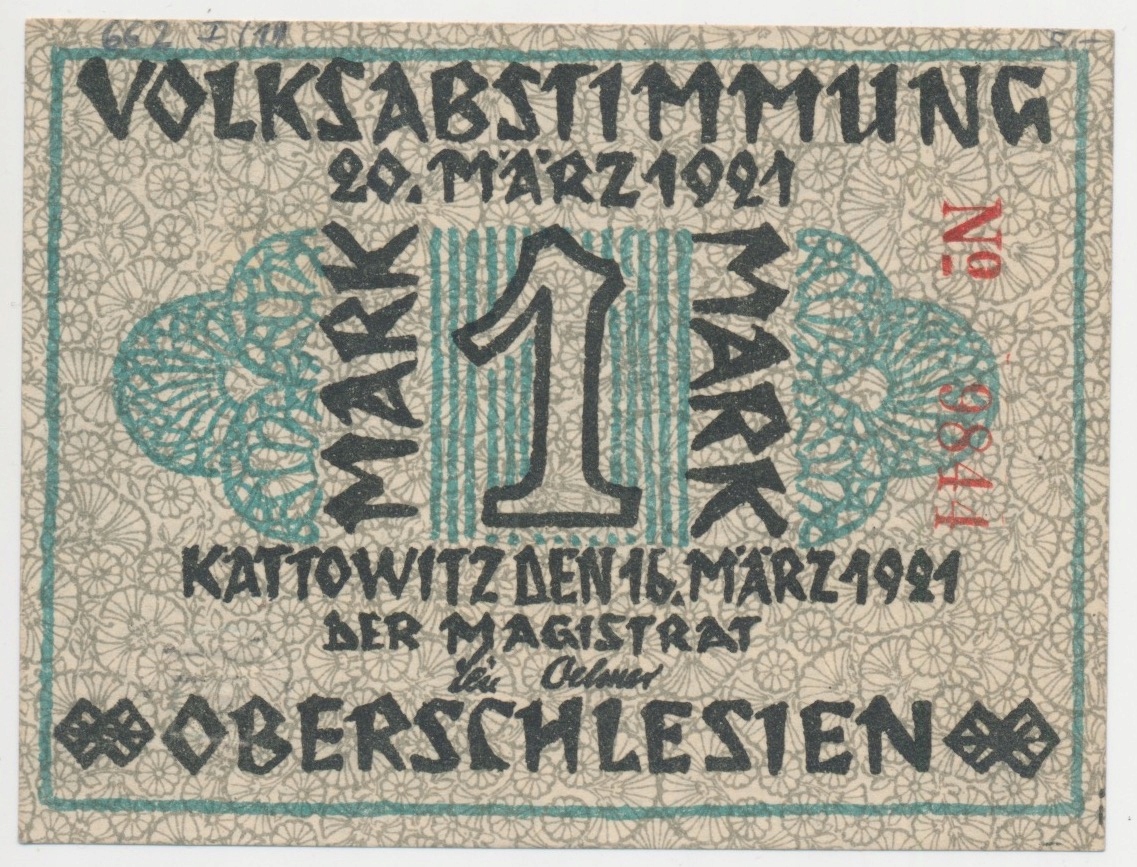 VOLKSABSTIMMUNG
20. MÄRZ 1921
MARK
1
MARK
No 9844
KATTOWITZ DEN 16. MÄRZ 1921
DER MAGISTRAT
OBERSCHLESIEN